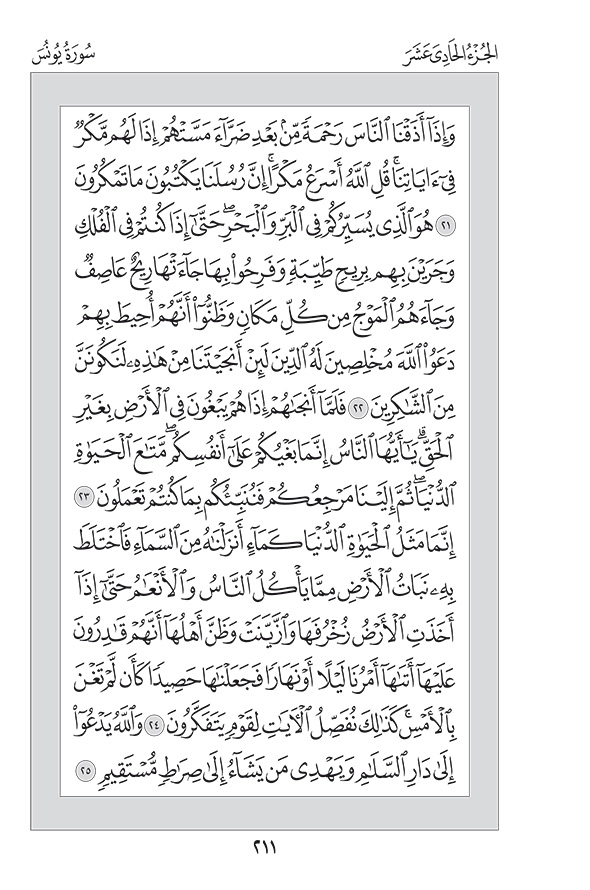 الجُزْءُ الحَادِيَ عَشَرَ
سُورَةُ يُونُسَ
وَإِذَآ أَذَقْنَا ٱلنَّاسَ رَحْمَةً مِّنۢ بَعْدِ ضَرَّآءَ مَسَّتْهُمْ إِذَا لَهُم مَّكْرٌ
فِىٓ ءَايَاتِنَاۚ قُلِ ٱللَّهُ أَسْرَعُ مَكْرًاۚ إِنَّ رُسُلَنَا يَكْتُبُونَ مَا تَمْكُرُونَ
٢١ هُوَ ٱلَّذِى يُسَيِّرُكُمْ فِى ٱلْبَرِّ وَٱلْبَحْرِۖ حَتَّىٰٓ إِذَا كُنتُمْ فِى ٱلْفُلْكِ
وَجَرَيْنَ بِهِم بِرِيحٍ طَيِّبَةٍ وَفَرِحُوا۟ بِهَا جَآءَتْهَا رِيحٌ عَاصِفٌ
وَجَآءَهُمُ ٱلْمَوْجُ مِن كُلِّ مَكَانٍ وَظَنُّوٓا۟ أَنَّهُمْ أُحِيطَ بِهِمْ
دَعَوُا۟ ٱللَّهَ مُخْلِصِينَ لَهُ ٱلدِّينَ لَئِنْ أَنجَيْتَنَا مِنْ هَٰذِهِۦ لَنَكُونَنَّ
مِنَ ٱلشَّٰكِرِينَ ٢٢ فَلَمَّآ أَنجَىٰهُمْ إِذَا هُمْ يَبْغُونَ فِى ٱلْأَرْضِ بِغَيْرِ
ٱلْحَقِّۗ يَٰٓأَيُّهَا ٱلنَّاسُ إِنَّمَا بَغْيُكُمْ عَلَىٰٓ أَنفُسِكُمۖ مَّتَٰعَ ٱلْحَيَوٰةِ
ٱلدُّنْيَاۖ ثُمَّ إِلَيْنَا مَرْجِعُكُمْ فَنُنَبِّئُكُم بِمَا كُنتُمْ تَعْمَلُونَ ٢٣
إِنَّمَا مَثَلُ ٱلْحَيَوٰةِ ٱلدُّنْيَا كَمَآءٍ أَنزَلْنَٰهُ مِنَ ٱلسَّمَآءِ فَٱخْتَلَطَ
بِهِۦ نَبَاتُ ٱلْأَرْضِ مِمَّا يَأْكُلُ ٱلنَّاسُ وَٱلْأَنْعَٰمُ حَتَّىٰٓ إِذَآ
أَخَذَتِ ٱلْأَرْضُ زُخْرُفَهَا وَٱزَّيَّنَتْ وَظَنَّ أَهْلُهَآ أَنَّهُمْ قَٰدِرُونَ
عَلَيْهَآ أَتَىٰهَآ أَمْرُنَا لَيْلًا أَوْ نَهَارًا فَجَعَلْنَٰهَا حَصِيدًا كَأَن لَّمْ تَغْنَ
بِٱلْأَمْسِۚ كَذَٰلِكَ نُفَصِّلُ ٱلْءَايَٰتِ لِقَوْمٍ يَتَفَكَّرُونَ ٢٤ وَٱللَّهُ يَدْعُوٓا۟
إِلَىٰ دَارِ ٱلسَّلَٰمِ وَيَهْدِى مَن يَشَآءُ إِلَىٰ صِرَٰطٍ مُّسْتَقِيمٍ ٢٥
٢١١